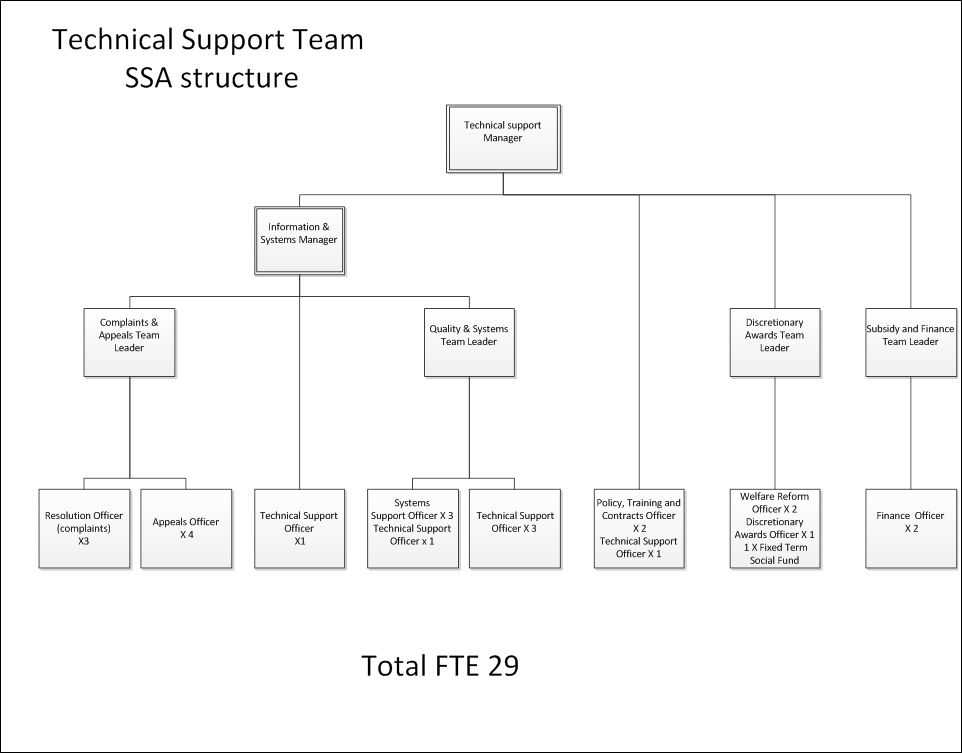 Technical Support Team
SSA structure
Technical support
Manager
Information &
Systems Manager
Complaints &
Appeals Team
Leader
Quality & Systems
Team Leader
Discretionary
Awards Team
Leader
Subsidy and Finance
Team Leader
Resolution Officer
(complaints)
X3
Appeals Officer
X 4
Technical Support
Officer
X1
Systems
Support Officer X 3
Technical Support
Officer x 1
Technical Support
Officer X 3
Policy, Training and
Contracts Officer
X 2
Technical Support
Officer X 1
Welfare Reform
Officer X 2
Discretionary
Awards Officer X 1
1 X Fixed Term
Social Fund
Finance Officer
X 2
Total FTE 29